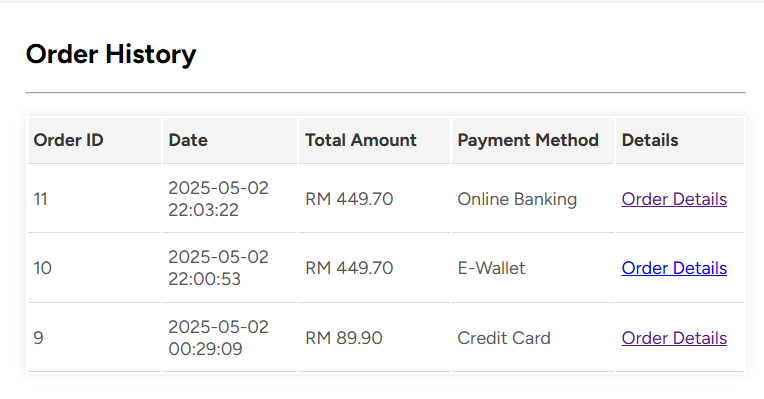 Order History
Order ID Date Total Amount Payment Method Details
11 2025-05-02 22:03:22 RM 449.70 Online Banking Order Details
10 2025-05-02 22:00:53 RM 449.70 E-Wallet Order Details
9 2025-05-02 00:29:09 RM 89.90 Credit Card Order Details